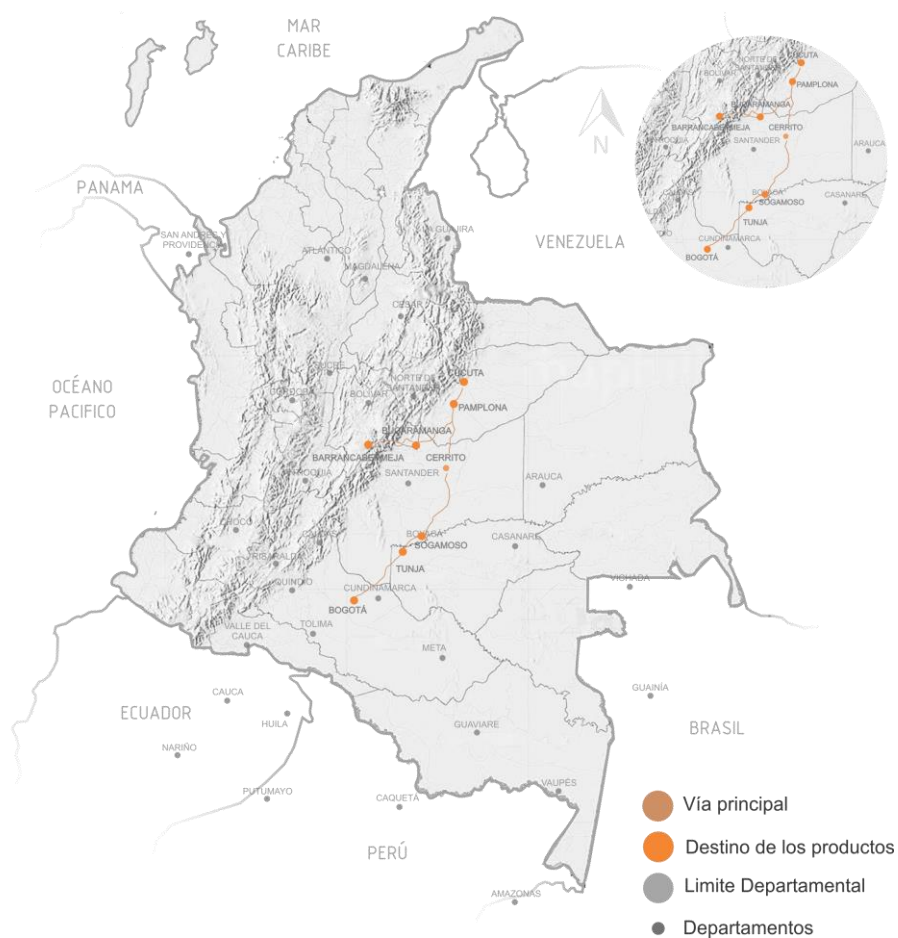 MAR
CARIBE
PANAMA
SAN ANDRES Y
PROVIDENCIA
ATLANTICO
MAGDALENA
LA GUAJIRA
VENEZUELA
N
CESAR
SUCRE
CORDOBA
BOLIVAR
NORTE DE
SANTANDER
CUCUTA
PAMPLONA
OCÉANO
PACIFICO
BUCARAMANGA
BARRANCABERMEJA
CERRITO
ANTIOQUIA
SANTANDER
ARAUCA
CHOCO
CALDAS
BOYACA
SOGAMOSO
CASANARE
RISARALDA
TUNJA
QUINDIO
CUNDINAMARCA
BOGOTÁ
VICHADA
VALLE DEL
CAUCA
TOLIMA
META
CAUCA
ECUADOR
HUILA
NARIÑO
GUAINÍA
BRASIL
GUAVIARE
PUTUMAYO
CAQUETÁ
VAUPÉS
PERÚ
AMAZONAS
CUCUTA
NORTE DE
SANTANDER
BOLIVAR
PAMPLONA
BUCARAMANGA
BARRANCABERMEJA
CERRITO
SANTANDER
ARAUCA
BOYACA
SOGAMOSO
CASANARE
TUNJA
CUNDINAMARCA
BOGOTÁ
Vía principal
Destino de los productos
Limite Departamental
Departamentos